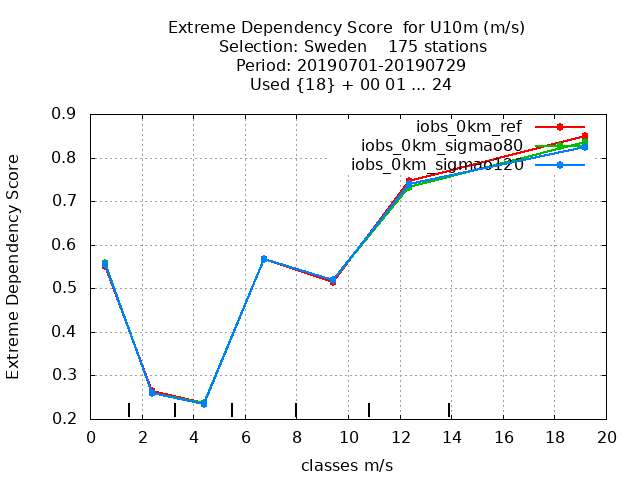 Extreme Dependency Score  for U10m (m/s)
Selection: Sweden    175 stations
Period: 20190701-20190729
Used {18} + 00 01 ... 24
0.9
0.8
0.7
0.6
0.5
0.4
0.3
0.2
Extreme Dependency Score
iobs_0km_ref
iobs_0km_sigmao80
iobs_0km_sigmao120
0 2 4 6 8 10 12 14 16 18 20
classes m/s